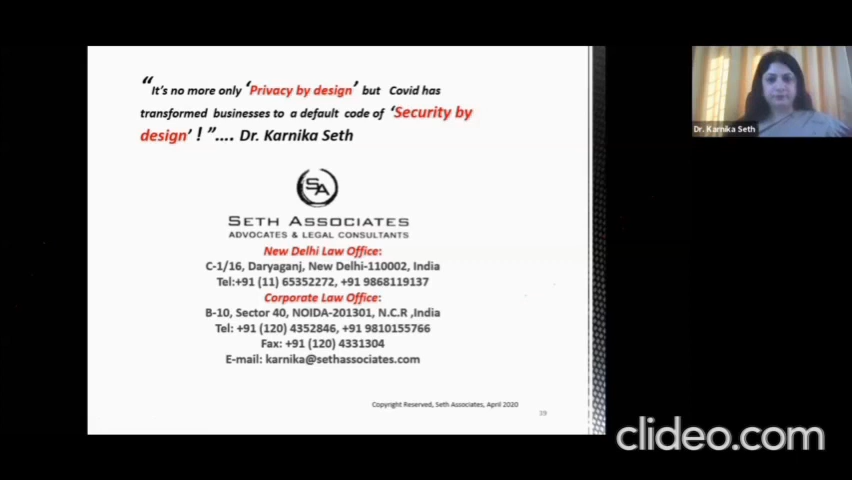 “It’s no more only ‘Privacy by design’ but Covid has
transformed businesses to a default code of ‘Security by
design’ ! ”.... Dr. Karnika Seth
SA
SETH ASSOCIATES
ADVOCATES & LEGAL CONSULTANTS
New Delhi Law Office:
C-1/16, Daryaganj, New Delhi-110002, India
Tel:+91 (11) 65352272, +91 9868119137
Corporate Law Office:
B-10, Sector 40, NOIDA-201301, N.C.R ,India
Tel: +91 (120) 4352846, +91 9810155766
Fax: +91 (120) 4331304
E-mail: karnika@sethassociates.com
Copyright Reserved, Seth Associates, April 2020
39
Dr. Karnika Seth
clideo.com